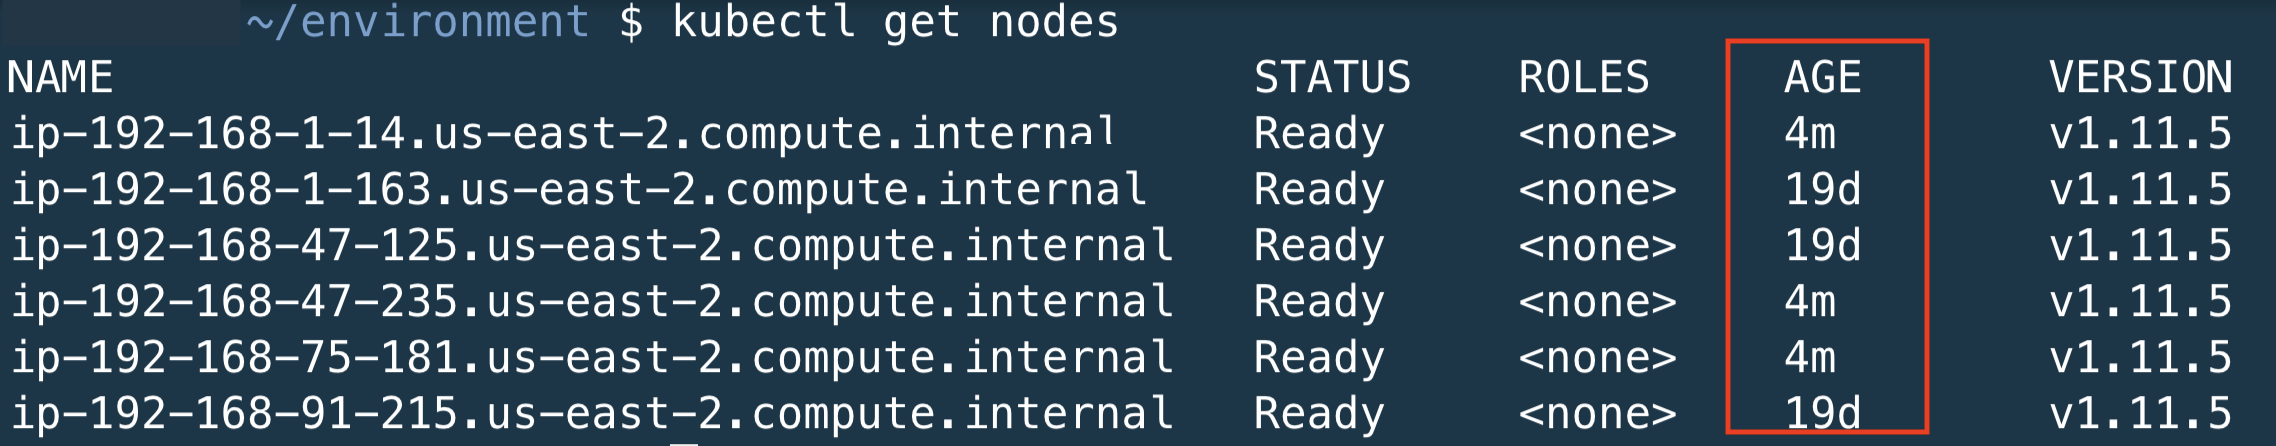 ~/environment $ kubectl get nodes
NAME STATUS ROLES AGE VERSION
ip-192-168-1-14.us-east-2.compute.internal Ready <none> 4m v1.11.5
ip-192-168-1-163.us-east-2.compute.internal Ready <none> 19d v1.11.5
ip-192-168-47-125.us-east-2.compute.internal Ready <none> 19d v1.11.5
ip-192-168-47-235.us-east-2.compute.internal Ready <none> 4m v1.11.5
ip-192-168-75-181.us-east-2.compute.internal Ready <none> 4m v1.11.5
ip-192-168-91-215.us-east-2.compute.internal Ready <none> 19d v1.11.5